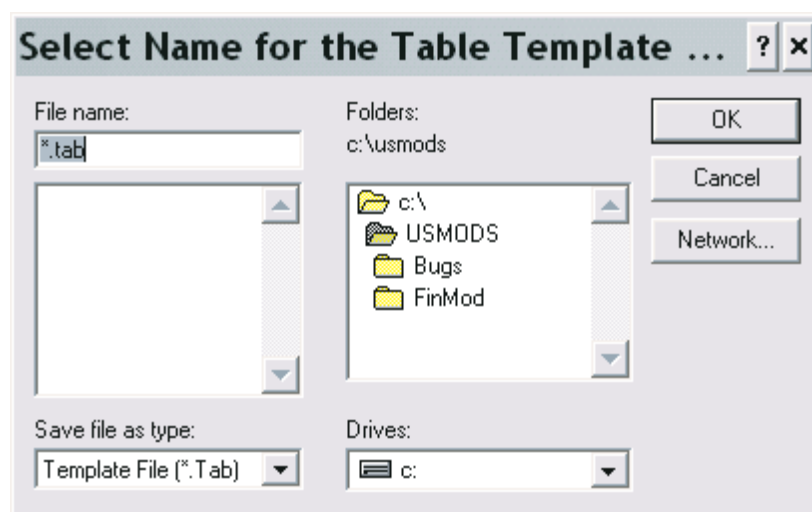 Select Name for the Table Template ... ? ×
File name:
*.tab
Folders:
c:\usmods
c:\
USMODS
Bugs
FinMod
OK
Cancel
Network...
Save file as type:
Template File (*.Tab)
Drives:
c: